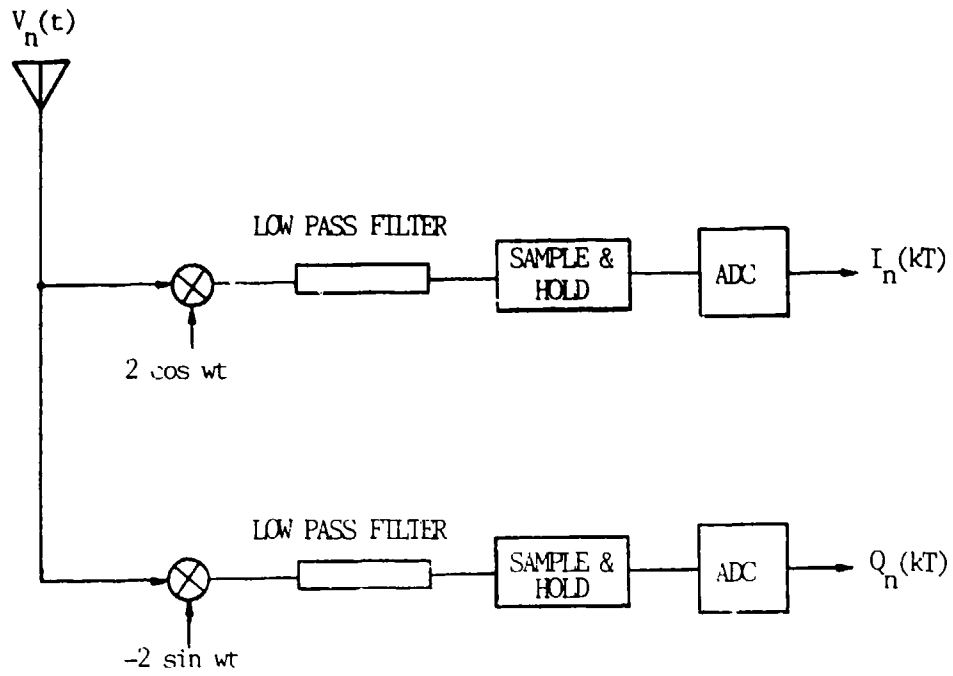 V_n(t)
LOW PASS FILTER
SAMPLE &
HOLD
ADC
I_n(kT)
2 cos wt
LOW PASS FILTER
SAMPLE &
HOLD
ADC
Q_n(kT)
-2 sin wt